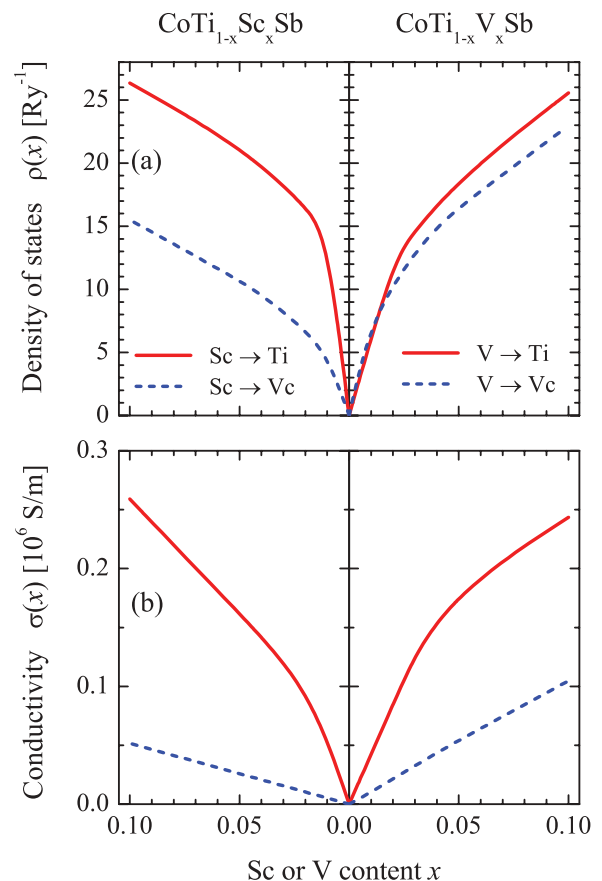 CoTi₁₋ₓScₓSb CoTi₁₋ₓVₓSb
Density of states ρ(x) [Ry⁻¹]
25
20
15
10
5
0
(a)
Sc → Ti
Sc → Vc
V → Ti
V → Vc
Conductivity σ(x) [10⁶ S/m]
0.3
0.2
0.1
0.0
(b)
0.10 0.05 0.00 0.05 0.10
Sc or V content x